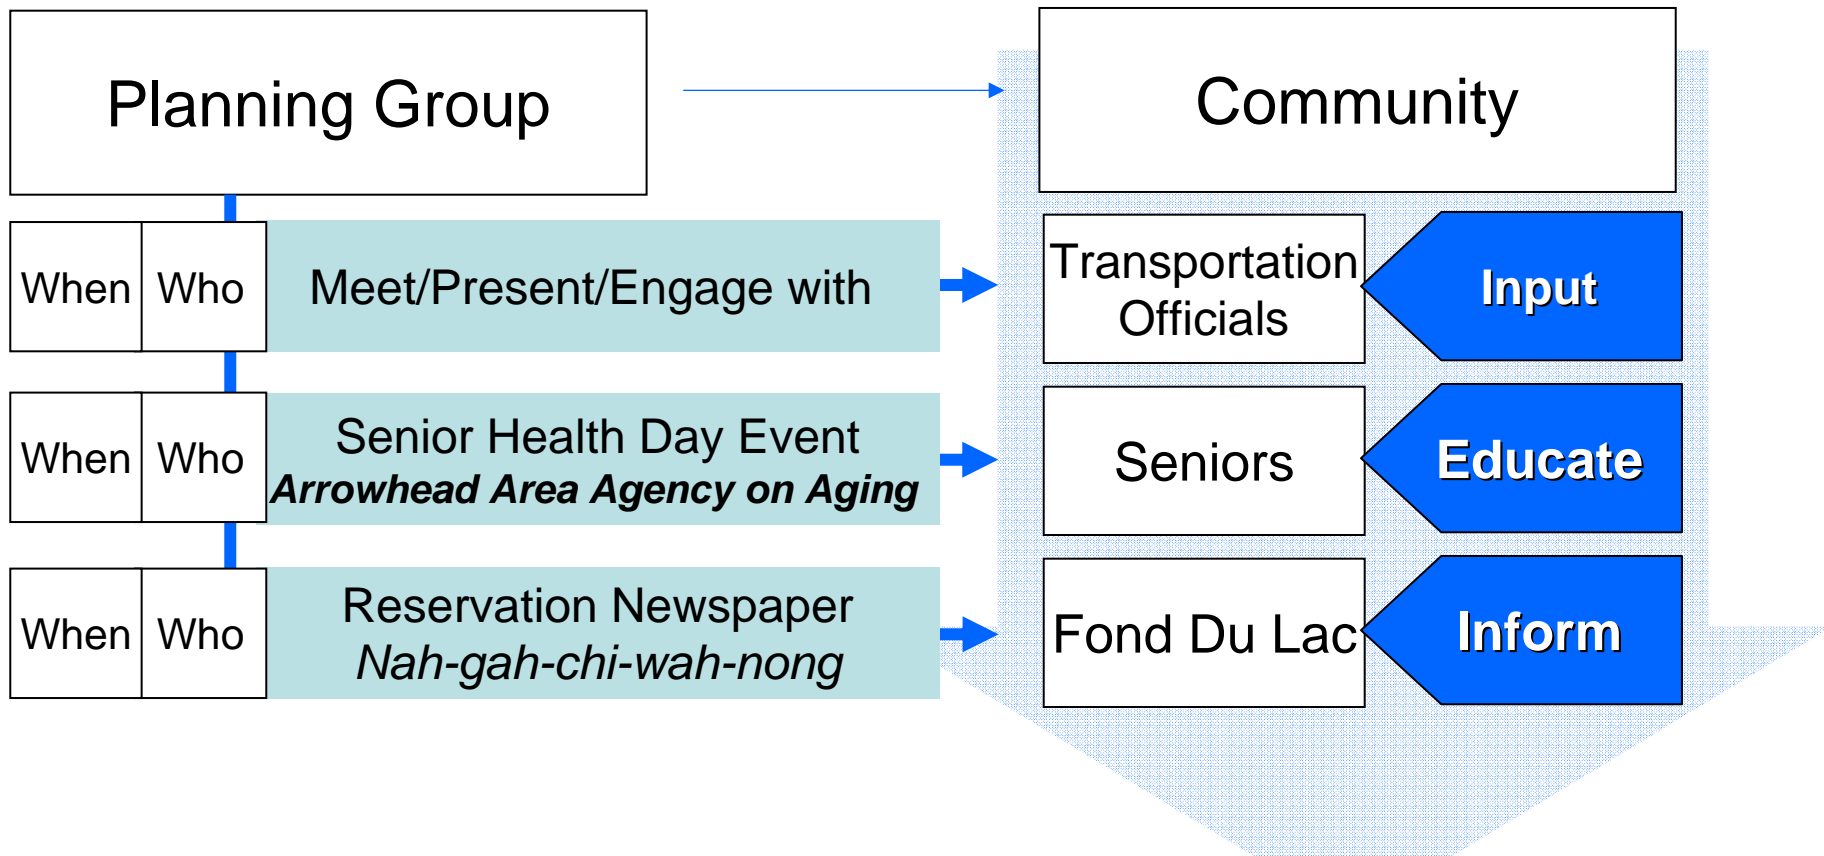 Planning Group
Community
When
Who
Meet/Present/Engage with
Transportation
Officials
Input
When
Who
Senior Health Day Event
Arrowhead Area Agency on Aging
Seniors
Educate
When
Who
Reservation Newspaper
Nah-gah-chi-wah-nong
Fond Du Lac
Inform